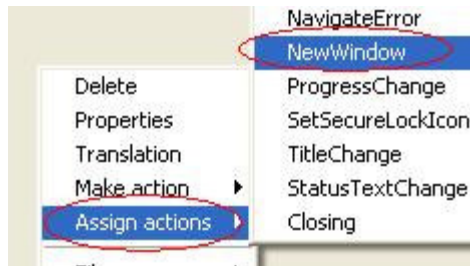 Delete
Properties
Translation
Make action
Assign actions
NavigateError
NewWindow
ProgressChange
SetSecureLockIcon
TitleChange
StatusTextChange
Closing